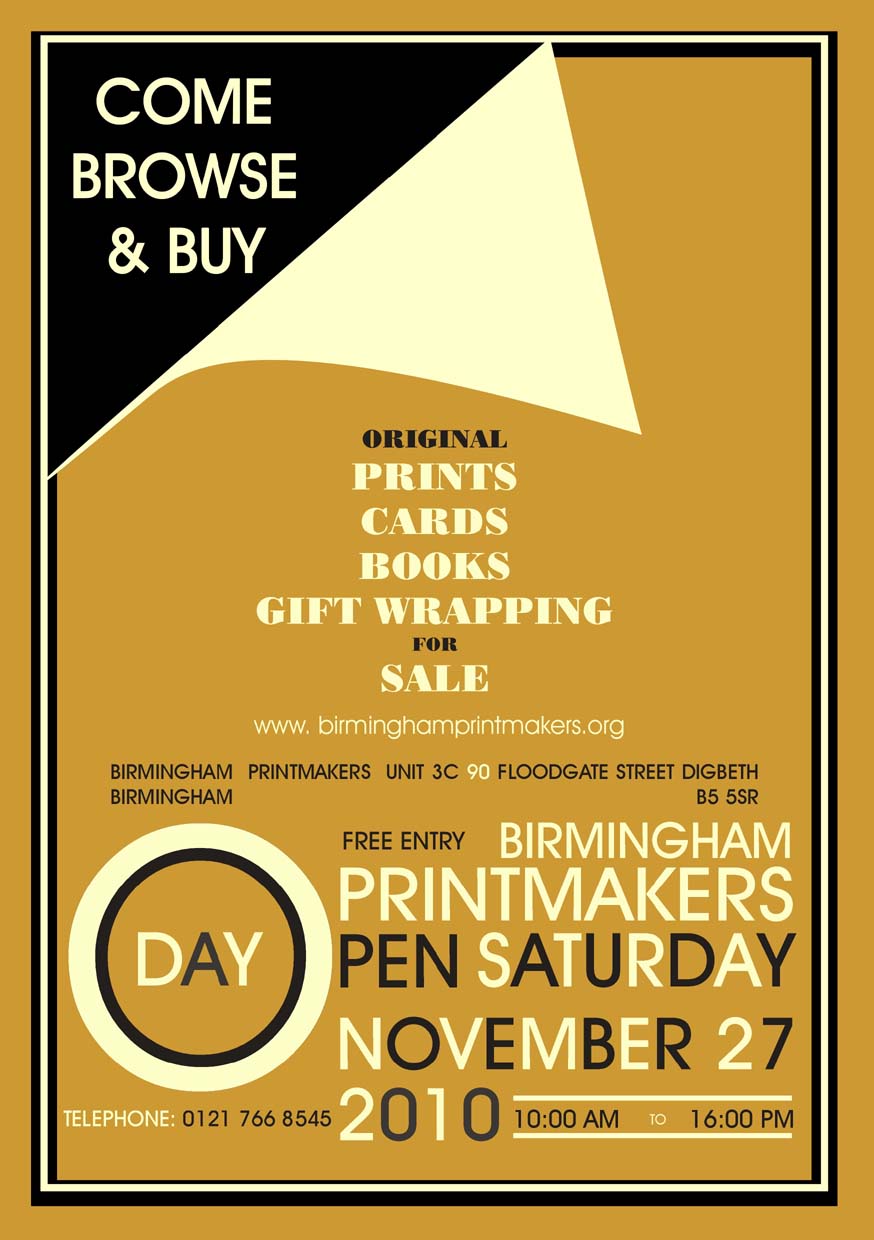 COME
BROWSE
& BUY
ORIGINAL
PRINTS
CARDS
BOOKS
GIFT WRAPPING
FOR
SALE
www. birminghamprintmakers.org
BIRMINGHAM PRINTMAKERS UNIT 3C 90 FLOODGATE STREET DIGBETH
BIRMINGHAM B5 5SR
FREE ENTRY BIRMINGHAM
PRINTMAKERS
DAY
PEN SATURDAY
NOVEMBER 27
TELEPHONE: 0121 766 8545
2010 10:00 AM TO 16:00 PM